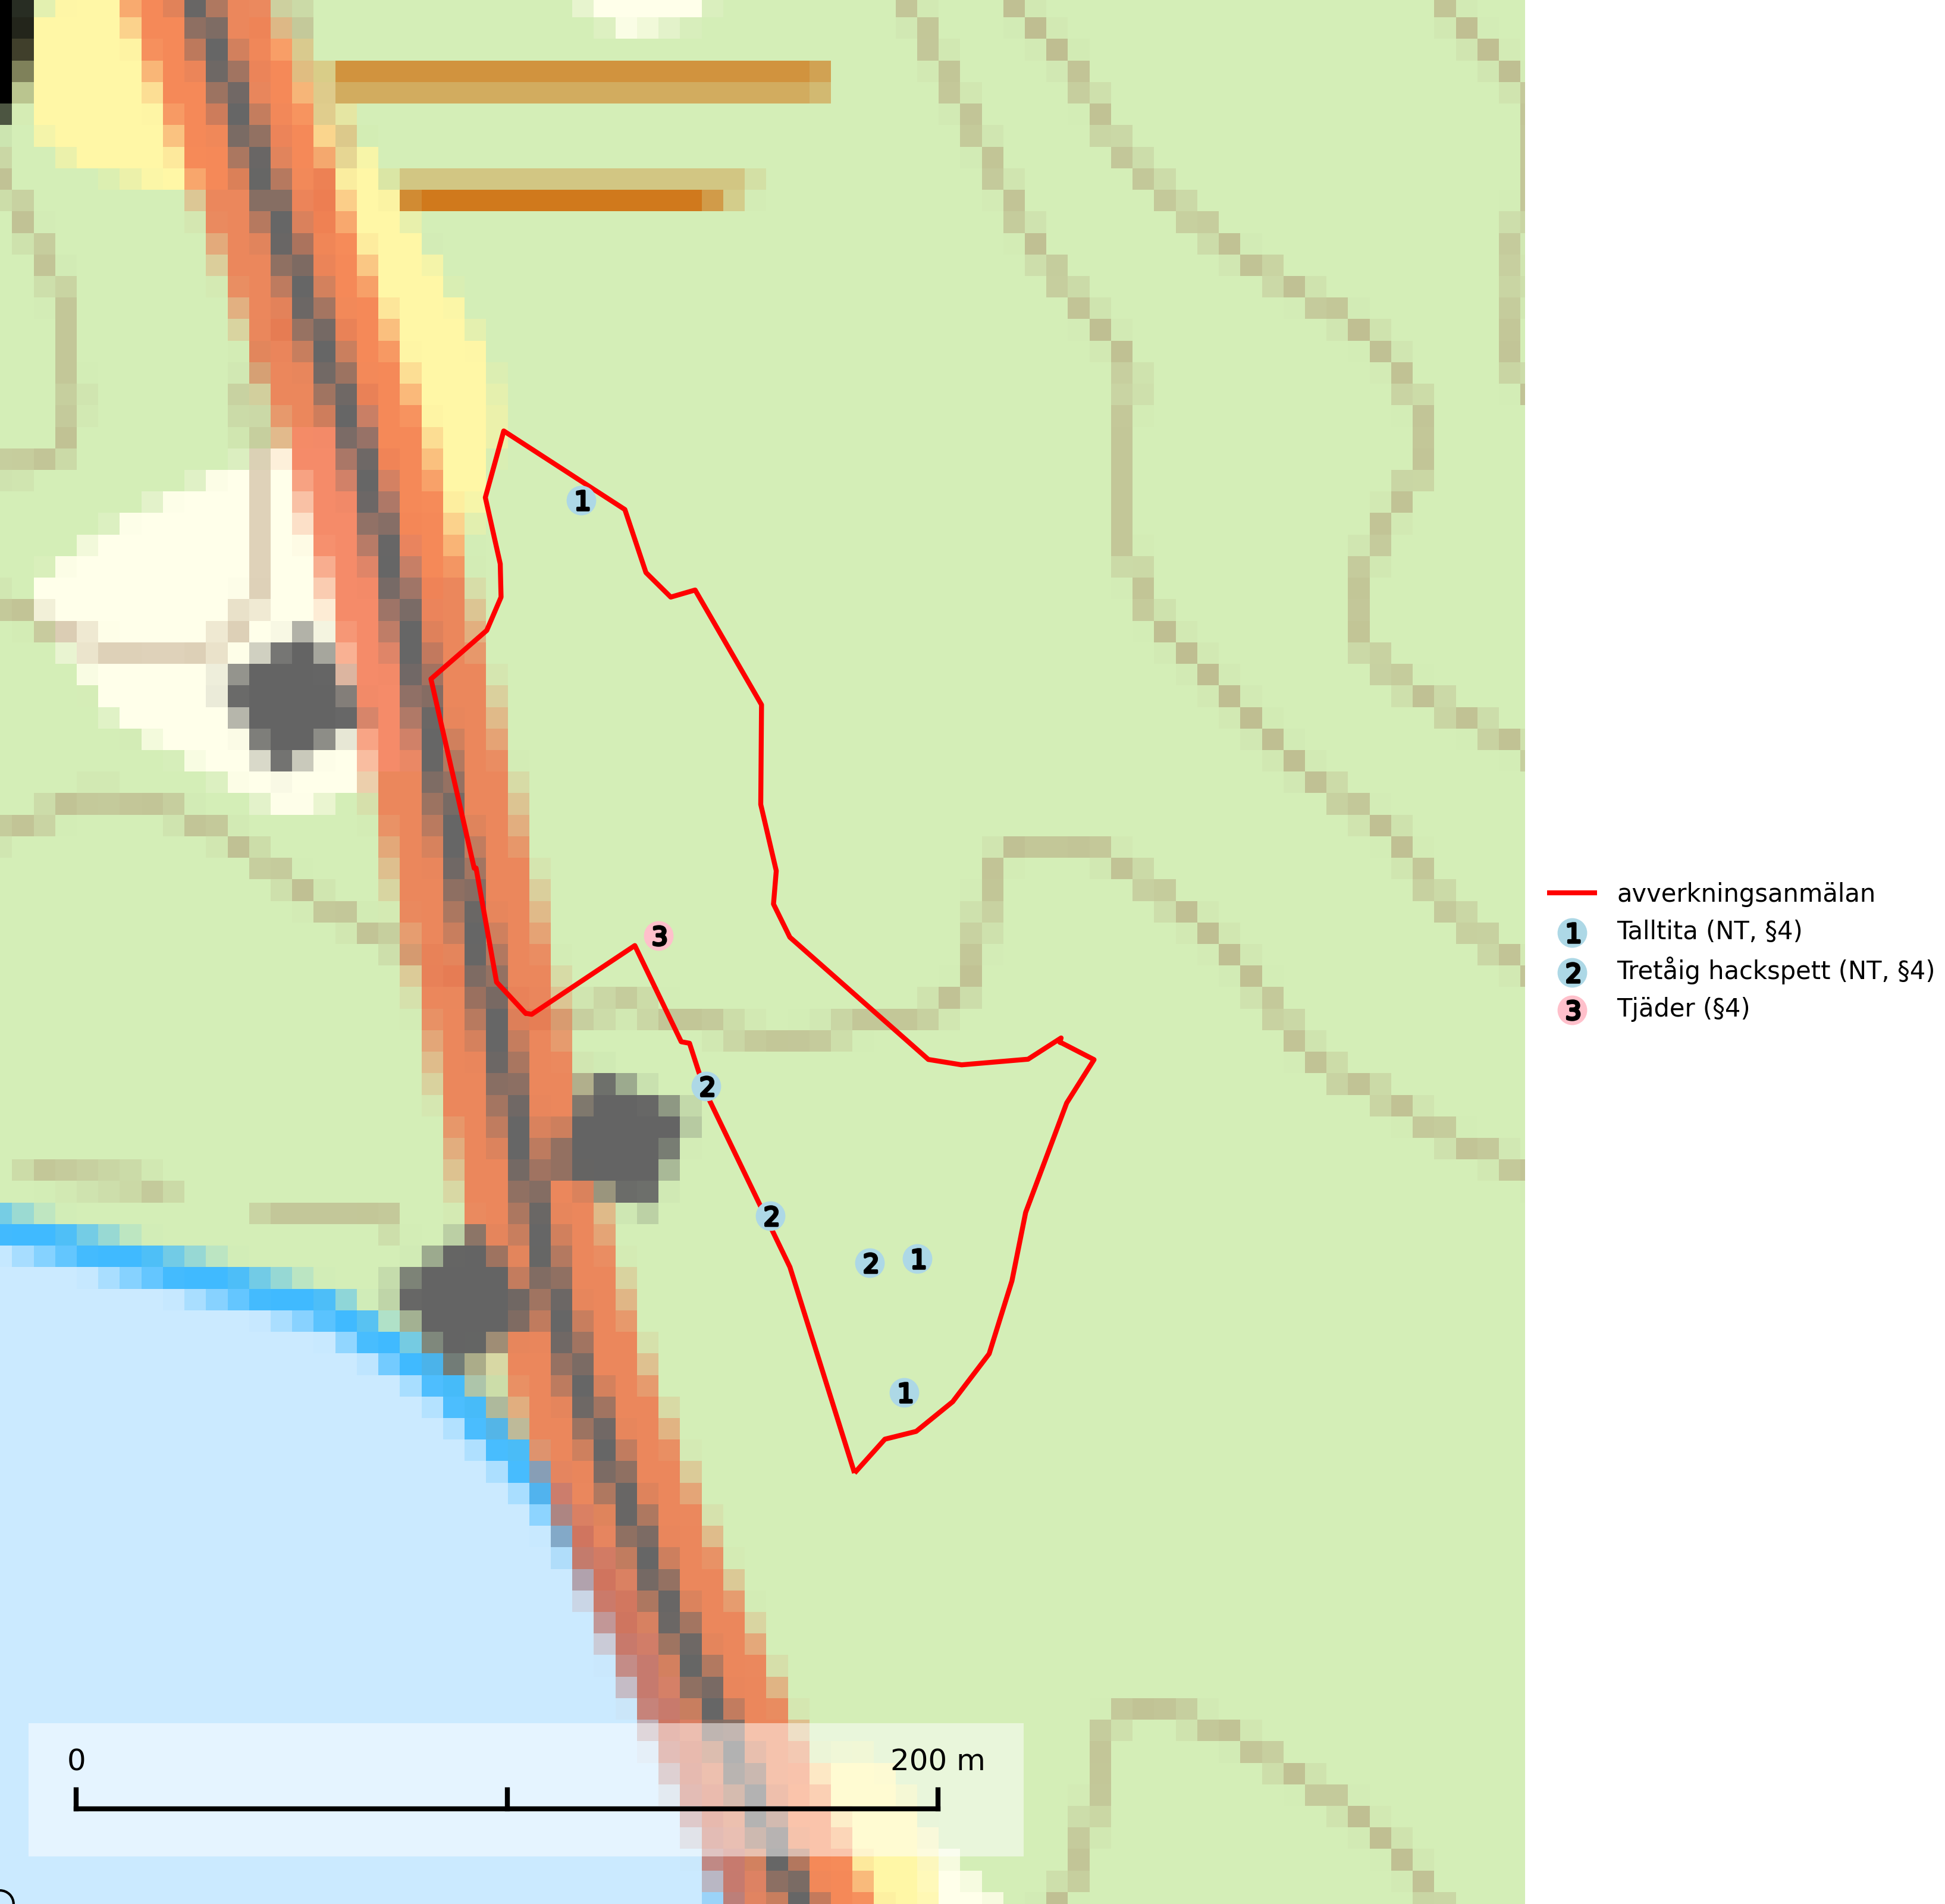 1
3
2
2
2 1
1
0 200 m
avverkningsanmälan
1 Talltita (NT, §4)
2 Tretåig hackspett (NT, §4)
3 Tjäder (§4)